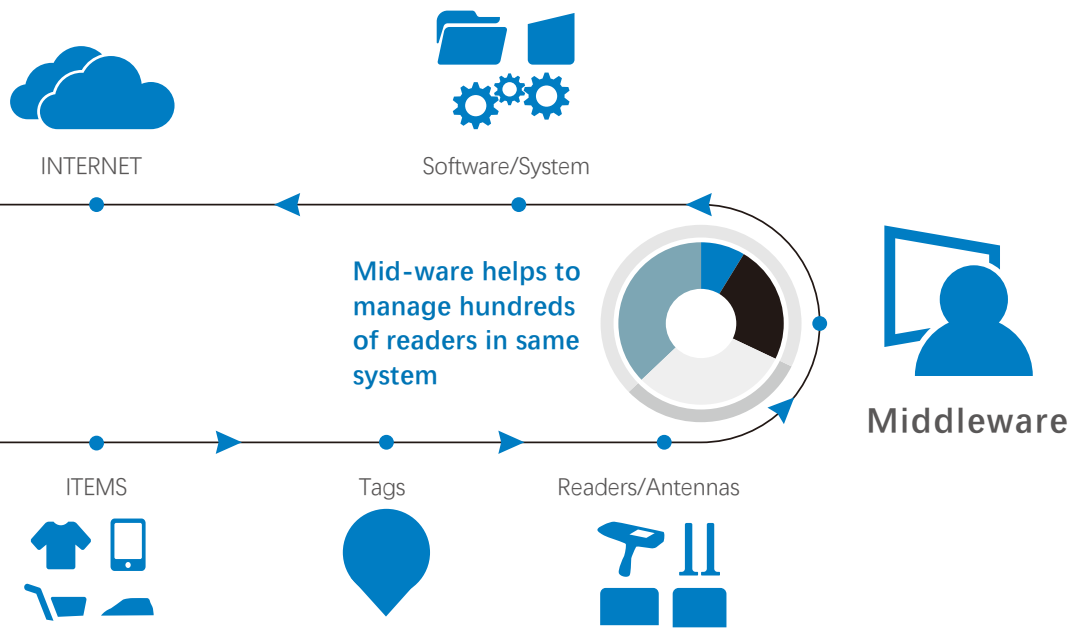 INTERNET
Software/System
Mid-ware helps to
manage hundreds
of readers in same
system
Middleware
ITEMS
Tags
Readers/Antennas